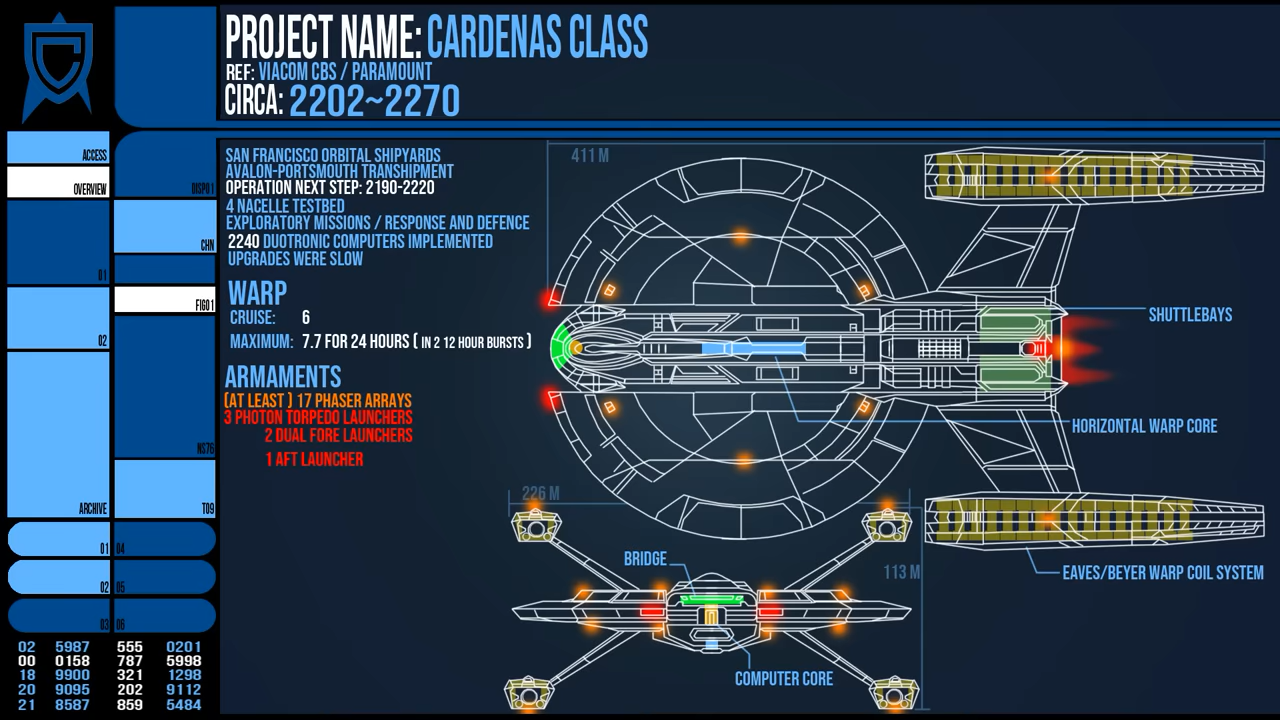 PROJECT NAME: CARDENAS CLASS
REF: VIACOM CBS / PARAMOUNT
CIRCA: 2202~2270
ACCESS
OVERVIEW
01
02
ARCHIVE
01
02
03
DISPO1
CHN
FIG01
NS76
T09
04
05
06
02 5987 555 0201
00 0158 787 5998
18 9900 321 1298
20 9095 202 9112
21 8587 859 5484
SAN FRANCISCO ORBITAL SHIPYARDS
AVALON-PORTSMOUTH TRANSHIPMENT
OPERATION NEXT STEP: 2190-2220
4 NACELLE TESTBED
EXPLORATORY MISSIONS / RESPONSE AND DEFENCE
2240 DUOTRONIC COMPUTERS IMPLEMENTED
UPGRADES WERE SLOW
WARP
CRUISE: 6
MAXIMUM: 7.7 FOR 24 HOURS ( IN 2 12 HOUR BURSTS )
ARMAMENTS
(AT LEAST ) 17 PHASER ARRAYS
3 PHOTON TORPEDO LAUNCHERS
2 DUAL FORE LAUNCHERS
1 AFT LAUNCHER
411 M
SHUTTLEBAYS
HORIZONTAL WARP CORE
226 M
BRIDGE
113 M
EAVES/BEYER WARP COIL SYSTEM
COMPUTER CORE